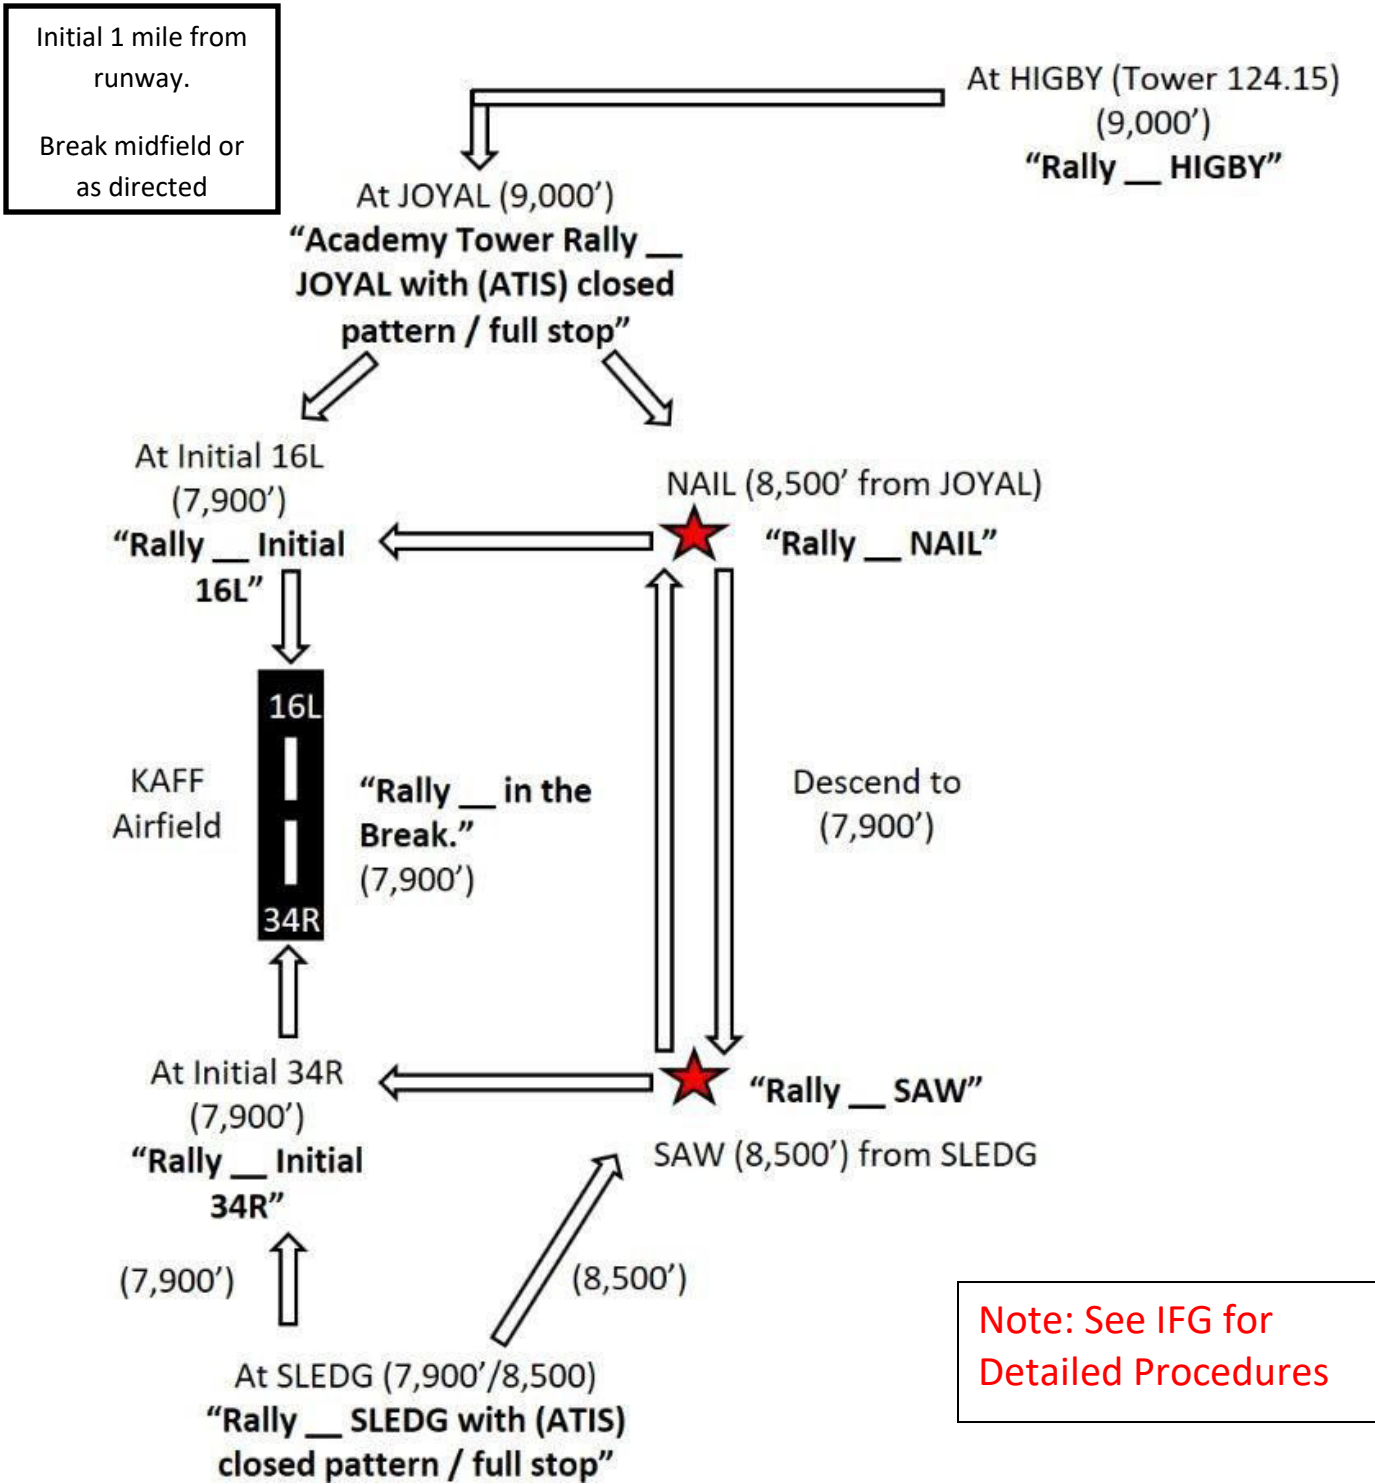 Initial 1 mile from
runway.
Break midfield or
as directed
At HIGBY (Tower 124.15)
(9,000’)
“Rally __ HIGBY”
At JOYAL (9,000’)
“Academy Tower Rally __
JOYAL with (ATIS) closed
pattern / full stop”
At Initial 16L
(7,900’)
“Rally __ Initial
16L”
NAIL (8,500’ from JOYAL)
“Rally __ NAIL”
16L
KAFF
Airfield
34R
“Rally __ in the
Break.”
(7,900’)
Descend to
(7,900’)
At Initial 34R
(7,900’)
“Rally __ Initial
34R”
“Rally __ SAW”
SAW (8,500’) from SLEDG
(7,900’)
(8,500’)
At SLEDG (7,900’/8,500)
“Rally __ SLEDG with (ATIS)
closed pattern / full stop”
Note: See IFG for
Detailed Procedures